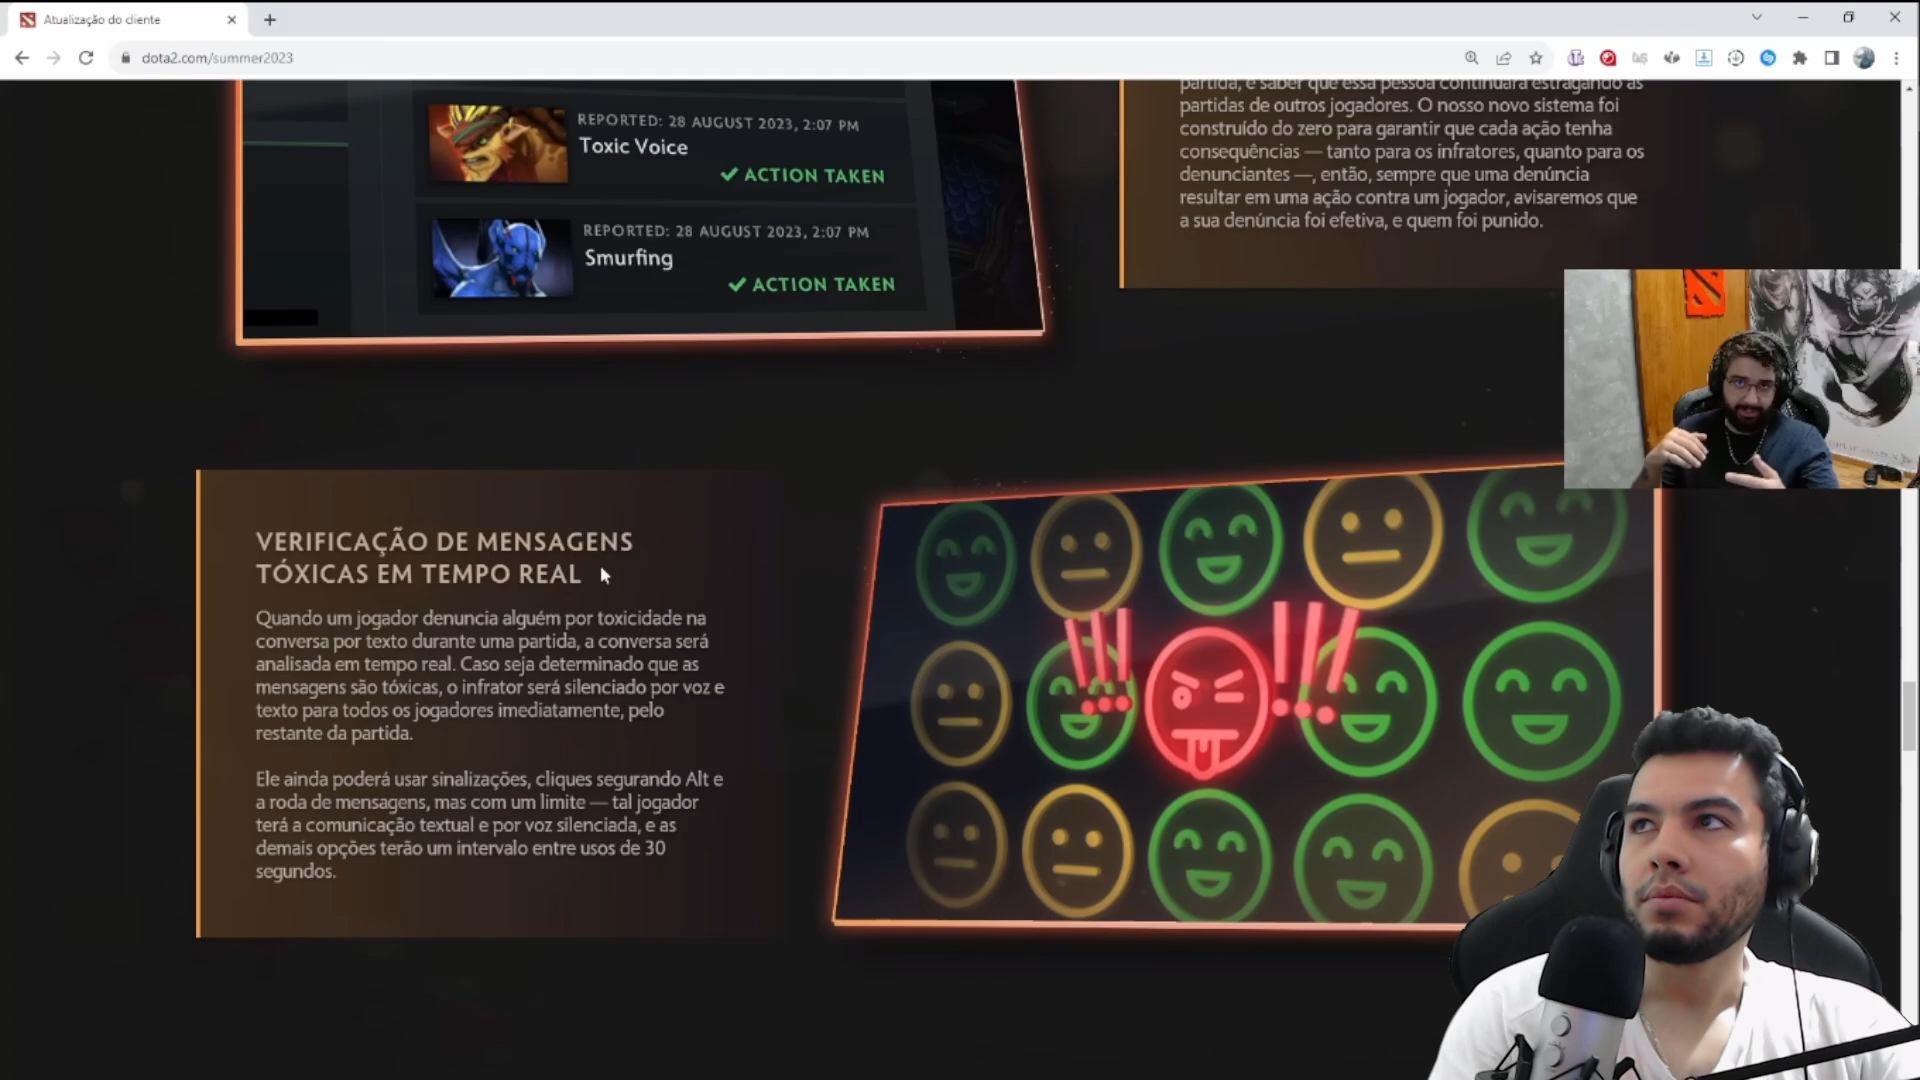 Atualização do cliente
dota2.com/summer2023
REPORTED: 28 AUGUST 2023, 2:07 PM
Toxic Voice
✓ ACTION TAKEN
REPORTED: 28 AUGUST 2023, 2:07 PM
Smurfing
✓ ACTION TAKEN
partida, e saber que essa pessoa continuará estragando as
partidas de outros jogadores. O nosso novo sistema foi
construído do zero para garantir que cada ação tenha
consequências — tanto para os infratores, quanto para os
denunciantes —, então, sempre que uma denúncia
resultar em uma ação contra um jogador, avisaremos que
a sua denúncia foi efetiva, e quem foi punido.
VERIFICAÇÃO DE MENSAGENS
TÓXICAS EM TEMPO REAL
Quando um jogador denuncia alguém por toxicidade na
conversa por texto durante uma partida, a conversa será
analisada em tempo real. Caso seja determinado que as
mensagens são tóxicas, o infrator será silenciado por voz e
texto para todos os jogadores imediatamente, pelo
restante da partida.
Ele ainda poderá usar sinalizações, cliques segurando Alt e
a roda de mensagens, mas com um limite — tal jogador
terá a comunicação textual e por voz silenciada, e as
demais opções terão um intervalo entre usos de 30
segundos.